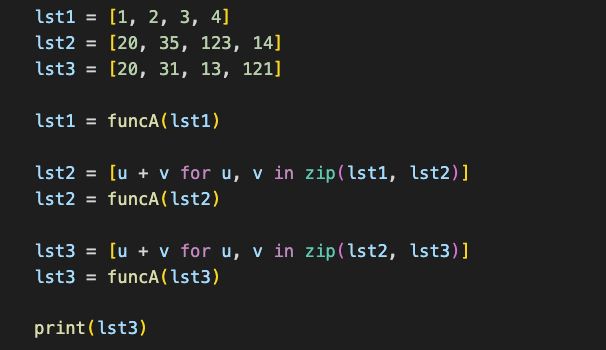 lst1 = [1, 2, 3, 4]
lst2 = [20, 35, 123, 14]
lst3 = [20, 31, 13, 121]
lst1 = funcA(lst1)
lst2 = [u + v for u, v in zip(lst1, lst2)]
lst2 = funcA(lst2)
lst3 = [u + v for u, v in zip(lst2, lst3)]
lst3 = funcA(lst3)
print(lst3)